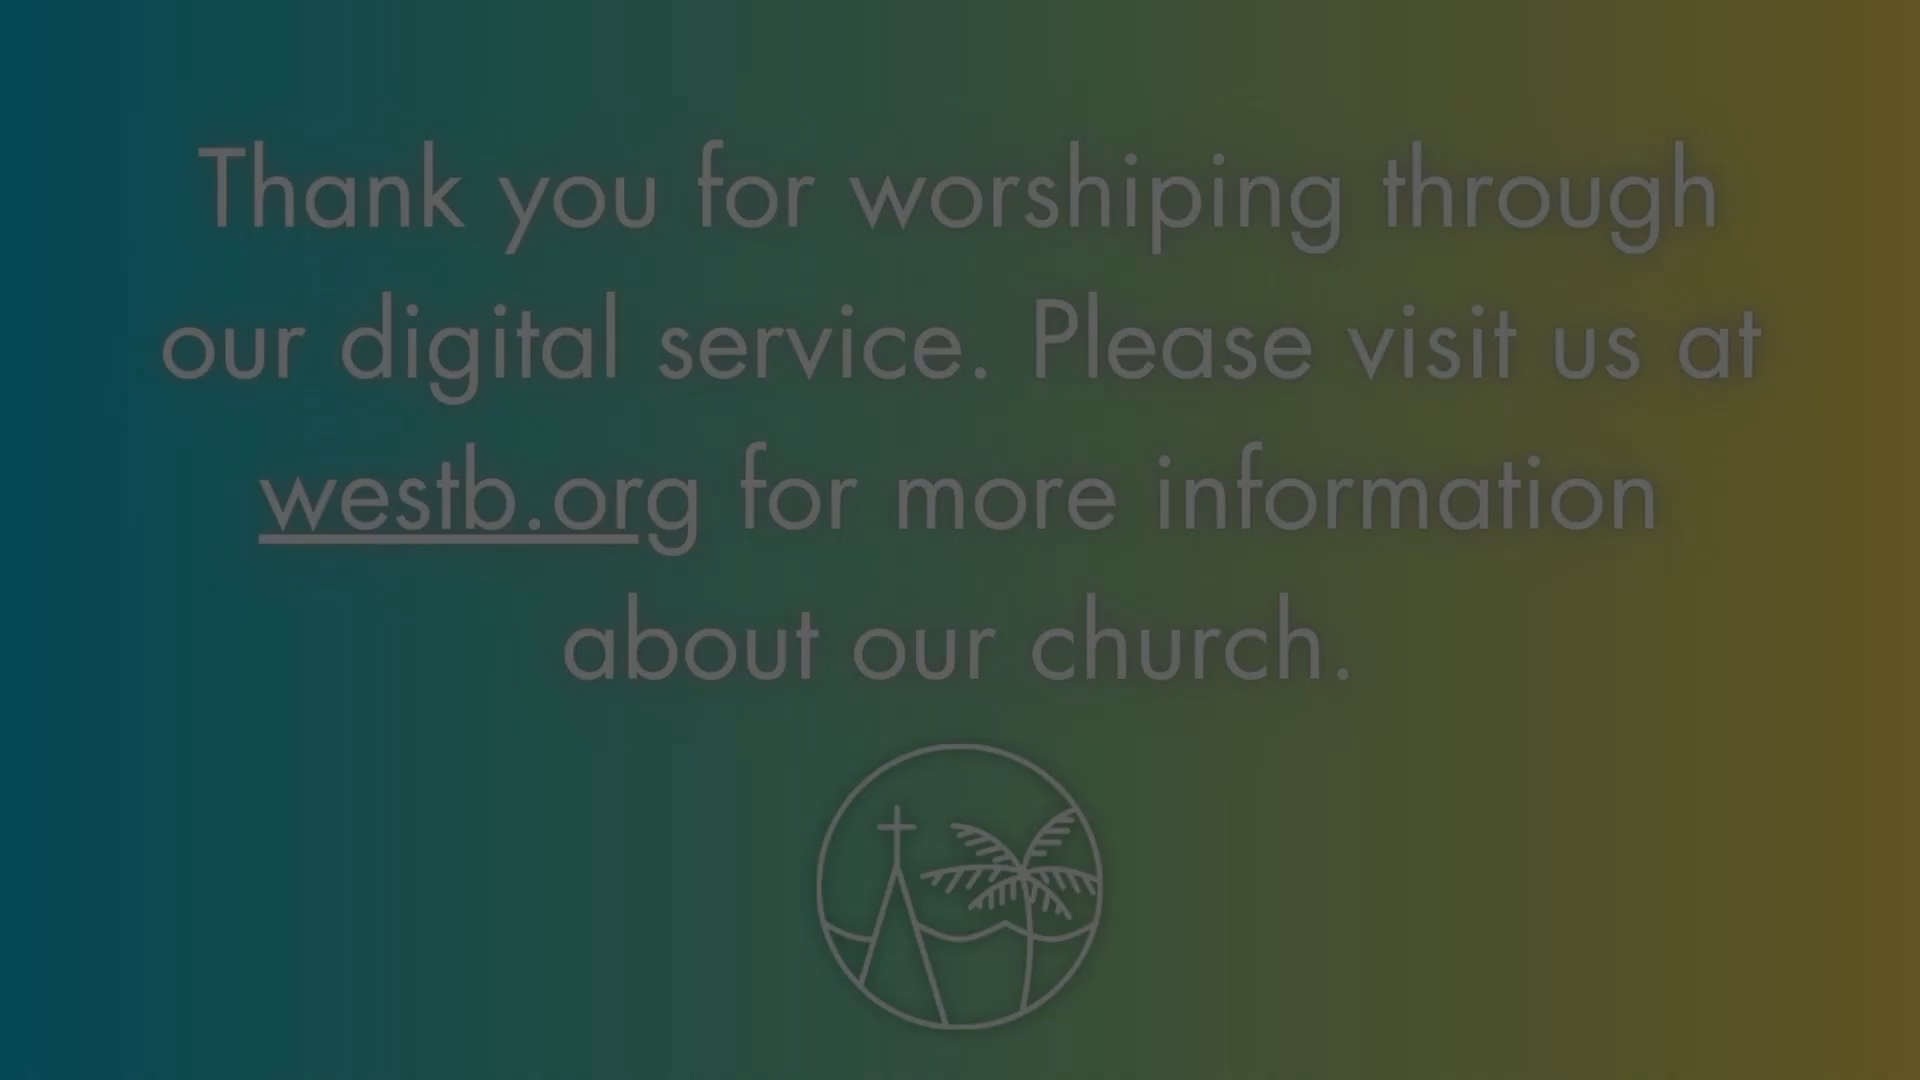 Thank you for worshiping through
our digital service. Please visit us at
westb.org for more information
about our church.